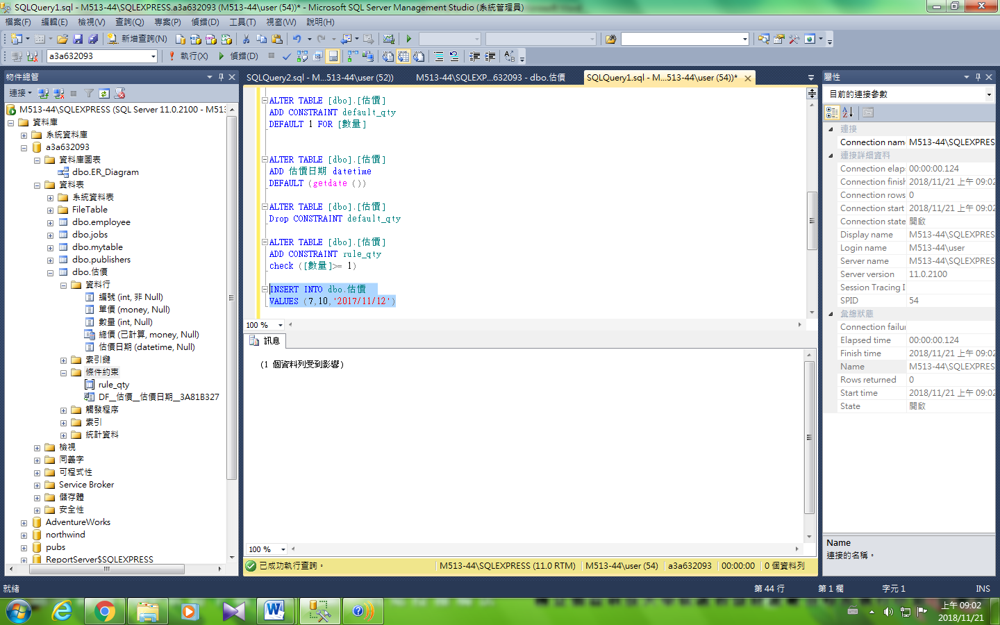 SQLQuery1.sql - M513-44\SQLEXPRESS.a3a632093 (M513-44\user (54))* - Microsoft SQL Server Management Studio (系統管理員)
檔案(F) 編輯(E) 檢視(V) 查詢(Q) 專案(P) 偵錯(D) 工具(T) 視窗(W) 說明(H)
新增查詢(N)
a3a632093 執行(X) 偵錯(D)
物件總管
連接
M513-44\SQLEXPRESS (SQL Server 11.0.2100 - M513
資料庫
系統資料庫
a3a632093
資料庫圖表
dbo.ER_Diagram
資料表
系統資料表
FileTable
dbo.employee
dbo.jobs
dbo.mytable
dbo.publishers
dbo.估價
資料行
編號 (int, 非 Null)
單價 (money, Null)
數量 (int, Null)
總價 (已計算, money, Null)
估價日期 (datetime, Null)
索引鍵
條件約束
rule_qty
DF__估價__估價日期__3A81B327
觸發程序
索引
統計資料
檢視
同義字
可程式性
Service Broker
儲存體
安全性
AdventureWorks
northwind
pubs
ReportServer$SQLEXPRESS
SQLQuery2.sql - M...513-44\user (52)) M513-44\SQLEXP...632093 - dbo.估價 SQLQuery1.sql - M...513-44\user (54))*
ALTER TABLE [dbo].[估價]
ADD CONSTRAINT default_qty
DEFAULT 1 FOR [數量]
ALTER TABLE [dbo].[估價]
ADD 估價日期 datetime
DEFAULT (getdate ())
ALTER TABLE [dbo].[估價]
Drop CONSTRAINT default_qty
ALTER TABLE [dbo].[估價]
ADD CONSTRAINT rule_qty
check ([數量]>= 1)
INSERT INTO dbo.估價
VALUES (7,10,'2017/11/12')
100 %
訊息
(1 個資料列受到影響)
100 %
已成功執行查詢。 M513-44\SQLEXPRESS (11.0 RTM) M513-44\user (54) a3a632093 00:00:00 0 個資料列
屬性
目前的連接參數
連接
Connection nam M513-44\SQLEXPRES
連接詳細資料
Connection elap 00:00:00.124
Connection finish 2018/11/21 上午 09:02
Connection rows 0
Connection start 2018/11/21 上午 09:02
Connection state 開啟
Display name M513-44\SQLEXPRES
Login name M513-44\user
Server name M513-44\SQLEXPRES
Server version 11.0.2100
Session Tracing I
SPID 54
彙總狀態
Connection failur
Elapsed time 00:00:00.124
Finish time 2018/11/21 上午 09:02
Name M513-44\SQLEXPRES
Rows returned 0
Start time 2018/11/21 上午 09:02
State 開啟
Name
連接的名稱。
就緒 第 44 行 第 1 欄 字元 1 INS
上午 09:02
2018/11/21